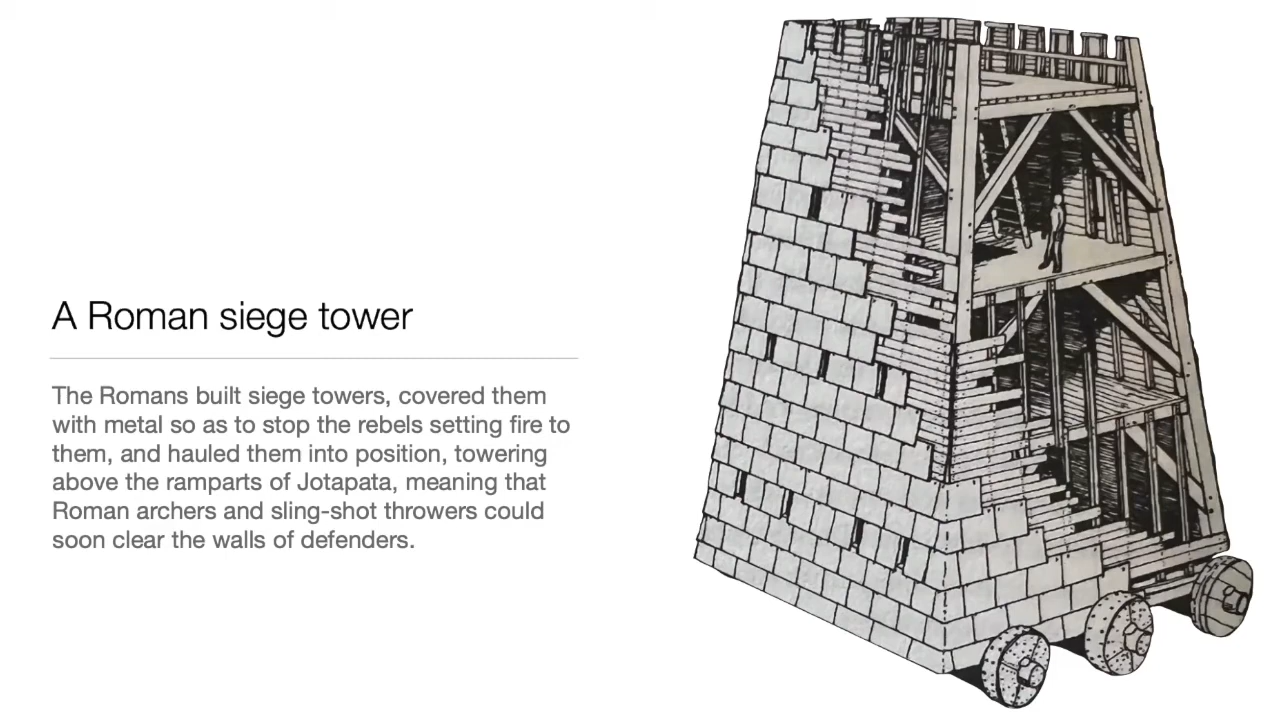 A Roman siege tower
The Romans built siege towers, covered them
with metal so as to stop the rebels setting fire to
them, and hauled them into position, towering
above the ramparts of Jotapata, meaning that
Roman archers and sling-shot throwers could
soon clear the walls of defenders.